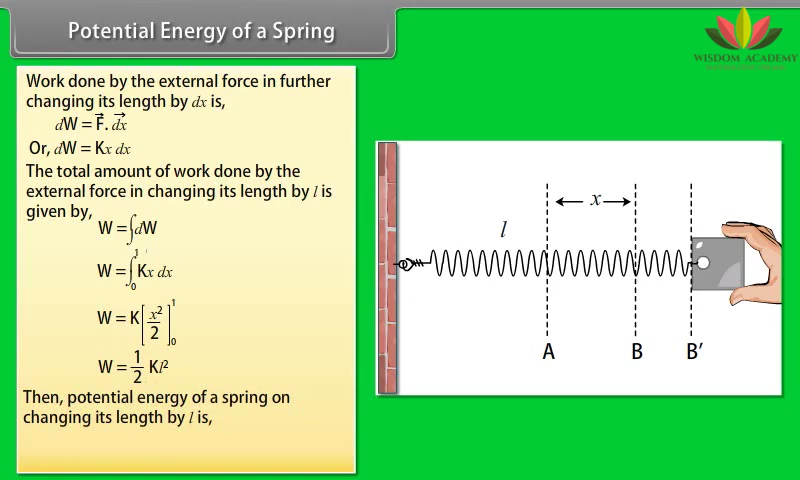 Potential Energy of a Spring
WISDOM ACADEMY
Work done by the external force in further
changing its length by dx is,
dW = F⃗. dx⃗
Or, dW = Kx dx
The total amount of work done by the
external force in changing its length by l is
given by,
W = ∫dW
W = ∫₀¹ Kx dx
W = K[x²/2]₀¹
W = 1/2 Kl²
Then, potential energy of a spring on
changing its length by l is,
x
l
A B B′